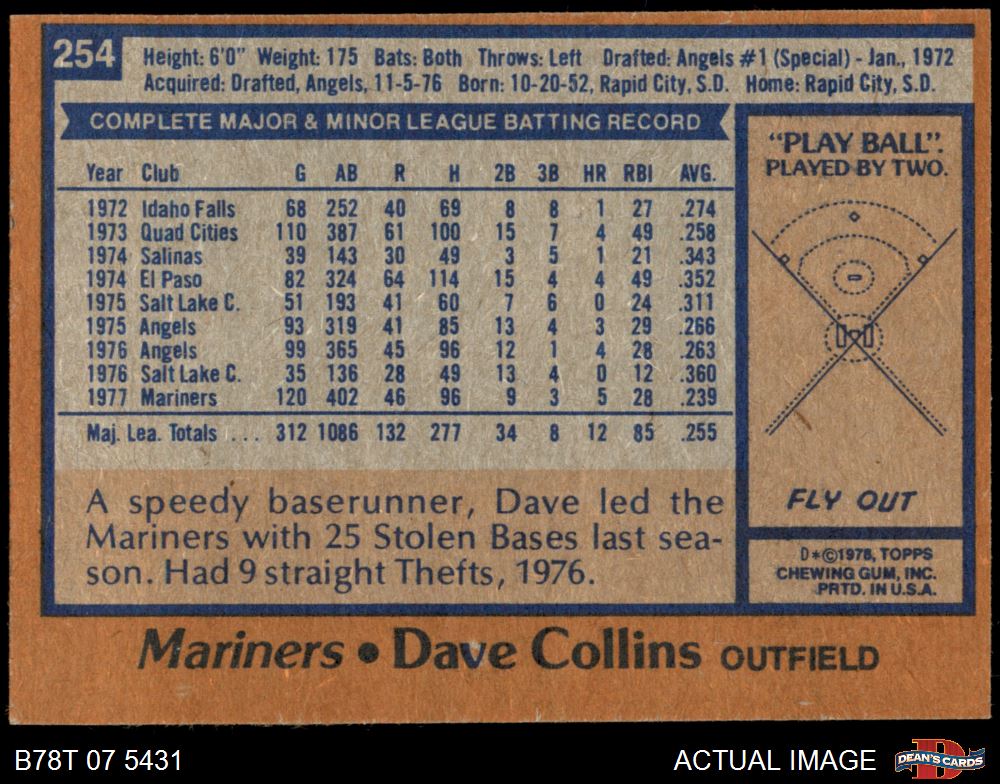 254
Height: 6'0" Weight: 175 Bats: Both Throws: Left Drafted: Angels #1 (Special) - Jan., 1972
Acquired: Drafted, Angels, 11-5-76 Born: 10-20-52, Rapid City, S.D. Home: Rapid City, S.D.
COMPLETE MAJOR & MINOR LEAGUE BATTING RECORD
Year Club G AB R H 2B 3B HR RBI AVG.
1972 Idaho Falls 68 252 40 69 8 8 1 27 .274
1973 Quad Cities 110 387 61 100 15 7 4 49 .258
1974 Salinas 39 143 30 49 3 5 1 21 .343
1974 El Paso 82 324 64 114 15 4 4 49 .352
1975 Salt Lake C. 51 193 41 60 7 6 0 24 .311
1975 Angels 93 319 41 85 13 4 3 29 .266
1976 Angels 99 365 45 96 12 1 4 28 .263
1976 Salt Lake C. 35 136 28 49 13 4 0 12 .360
1977 Mariners 120 402 46 96 9 3 5 28 .239
Maj. Lea. Totals . . . 312 1086 132 277 34 8 12 85 .255
A speedy baserunner, Dave led the
Mariners with 25 Stolen Bases last sea-
son. Had 9 straight Thefts, 1976.
"PLAY BALL".
PLAYED BY TWO.
FLY OUT
D*©1978, TOPPS
CHEWING GUM, INC.
PRTD. IN U.S.A.
Mariners • Dave Collins OUTFIELD
B78T 07 5431
ACTUAL IMAGE
D
DEAN'S CARDS